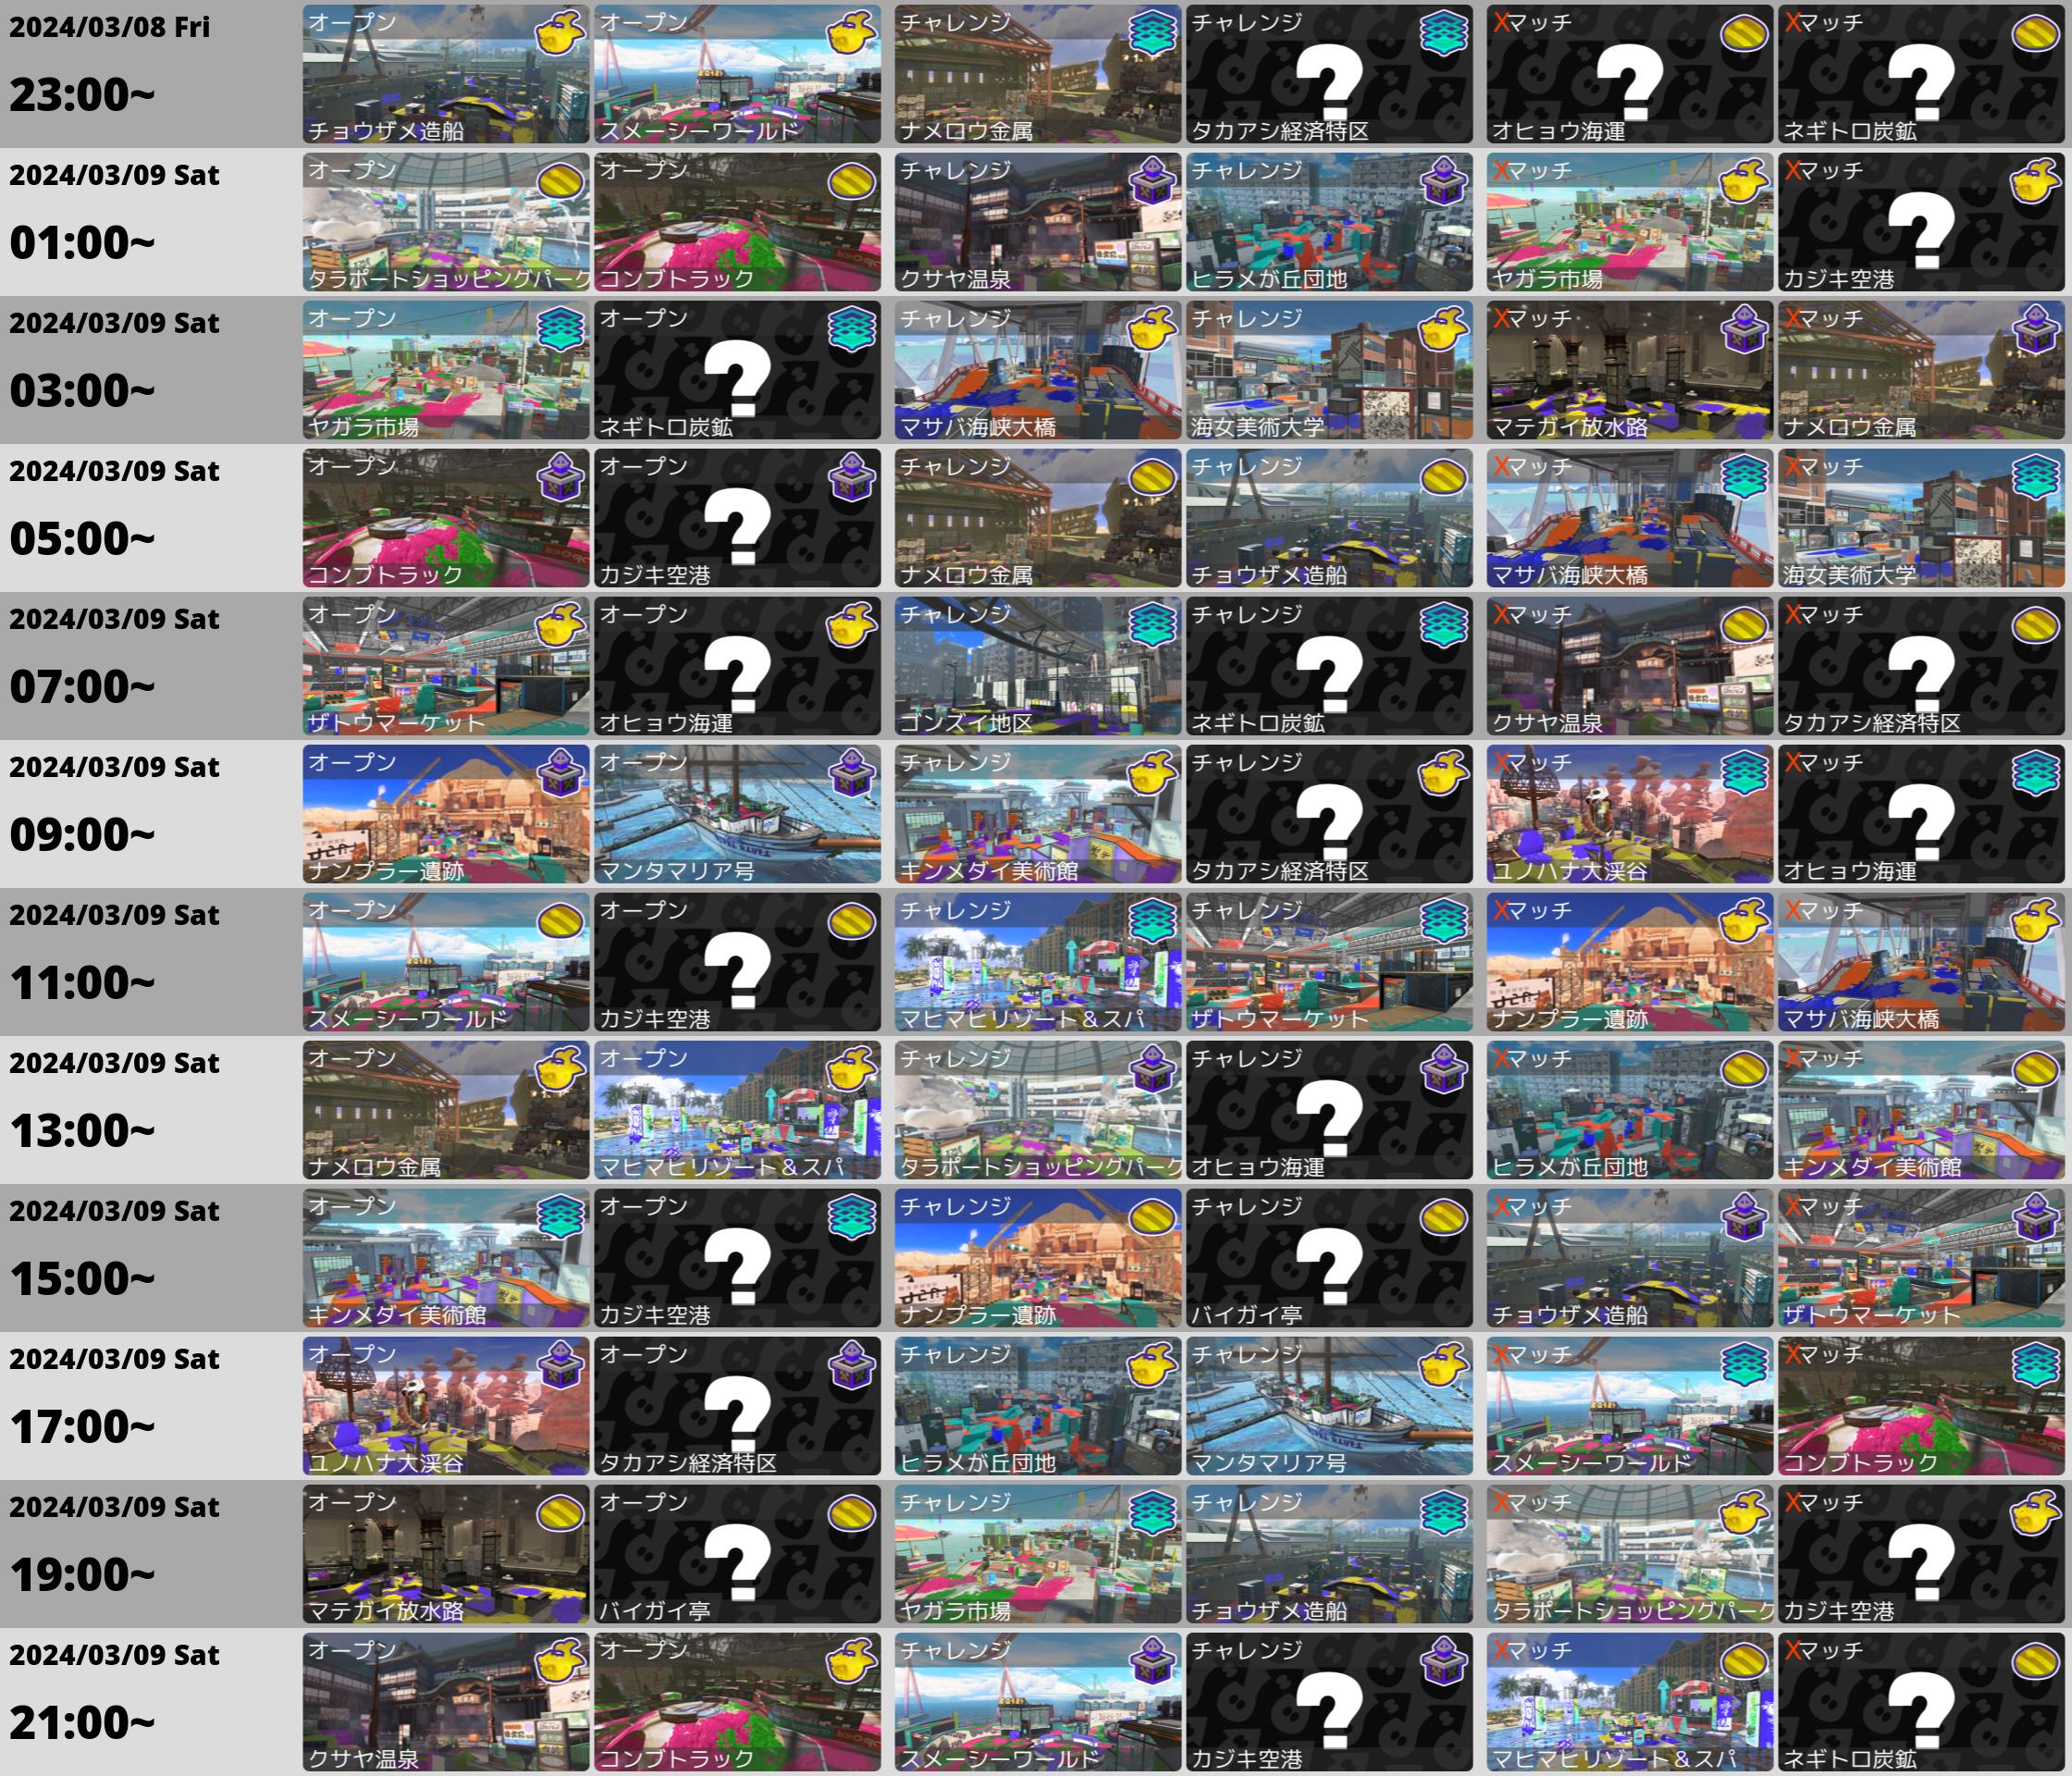 2024/03/08 Fri
23:00~
オープン
チョウザメ造船
オープン
スメーシーワールド
チャレンジ
ナメロウ金属
チャレンジ
タカアシ経済特区
Xマッチ
オヒョウ海運
Xマッチ
ネギトロ炭鉱
2024/03/09 Sat
01:00~
オープン
タラポートショッピングパーク
オープン
コンブトラック
チャレンジ
クサヤ温泉
チャレンジ
ヒラメが丘団地
Xマッチ
ヤガラ市場
Xマッチ
カジキ空港
2024/03/09 Sat
03:00~
オープン
ヤガラ市場
オープン
ネギトロ炭鉱
チャレンジ
マサバ海峡大橋
チャレンジ
海女美術大学
Xマッチ
マテガイ放水路
Xマッチ
ナメロウ金属
2024/03/09 Sat
05:00~
オープン
コンブトラック
オープン
カジキ空港
チャレンジ
ナメロウ金属
チャレンジ
チョウザメ造船
Xマッチ
マサバ海峡大橋
Xマッチ
海女美術大学
2024/03/09 Sat
07:00~
オープン
ザトウマーケット
オープン
オヒョウ海運
チャレンジ
ゴンズイ地区
チャレンジ
ネギトロ炭鉱
Xマッチ
クサヤ温泉
Xマッチ
タカアシ経済特区
2024/03/09 Sat
09:00~
オープン
ナンプラー遺跡
オープン
マンタマリア号
チャレンジ
キンメダイ美術館
チャレンジ
タカアシ経済特区
Xマッチ
ユノハナ大渓谷
Xマッチ
オヒョウ海運
2024/03/09 Sat
11:00~
オープン
スメーシーワールド
オープン
カジキ空港
チャレンジ
マヒマヒリゾート＆スパ
チャレンジ
ザトウマーケット
Xマッチ
ナンプラー遺跡
Xマッチ
マサバ海峡大橋
2024/03/09 Sat
13:00~
オープン
ナメロウ金属
オープン
マヒマヒリゾート＆スパ
チャレンジ
タラポートショッピングパーク
チャレンジ
オヒョウ海運
Xマッチ
ヒラメが丘団地
Xマッチ
キンメダイ美術館
2024/03/09 Sat
15:00~
オープン
キンメダイ美術館
オープン
カジキ空港
チャレンジ
ナンプラー遺跡
チャレンジ
バイガイ亭
Xマッチ
チョウザメ造船
Xマッチ
ザトウマーケット
2024/03/09 Sat
17:00~
オープン
ユノハナ大渓谷
オープン
タカアシ経済特区
チャレンジ
ヒラメが丘団地
チャレンジ
マンタマリア号
Xマッチ
スメーシーワールド
Xマッチ
コンブトラック
2024/03/09 Sat
19:00~
オープン
マテガイ放水路
オープン
バイガイ亭
チャレンジ
ヤガラ市場
チャレンジ
チョウザメ造船
Xマッチ
タラポートショッピングパーク
Xマッチ
カジキ空港
2024/03/09 Sat
21:00~
オープン
クサヤ温泉
オープン
コンブトラック
チャレンジ
スメーシーワールド
チャレンジ
カジキ空港
Xマッチ
マヒマヒリゾート＆スパ
Xマッチ
ネギトロ炭鉱